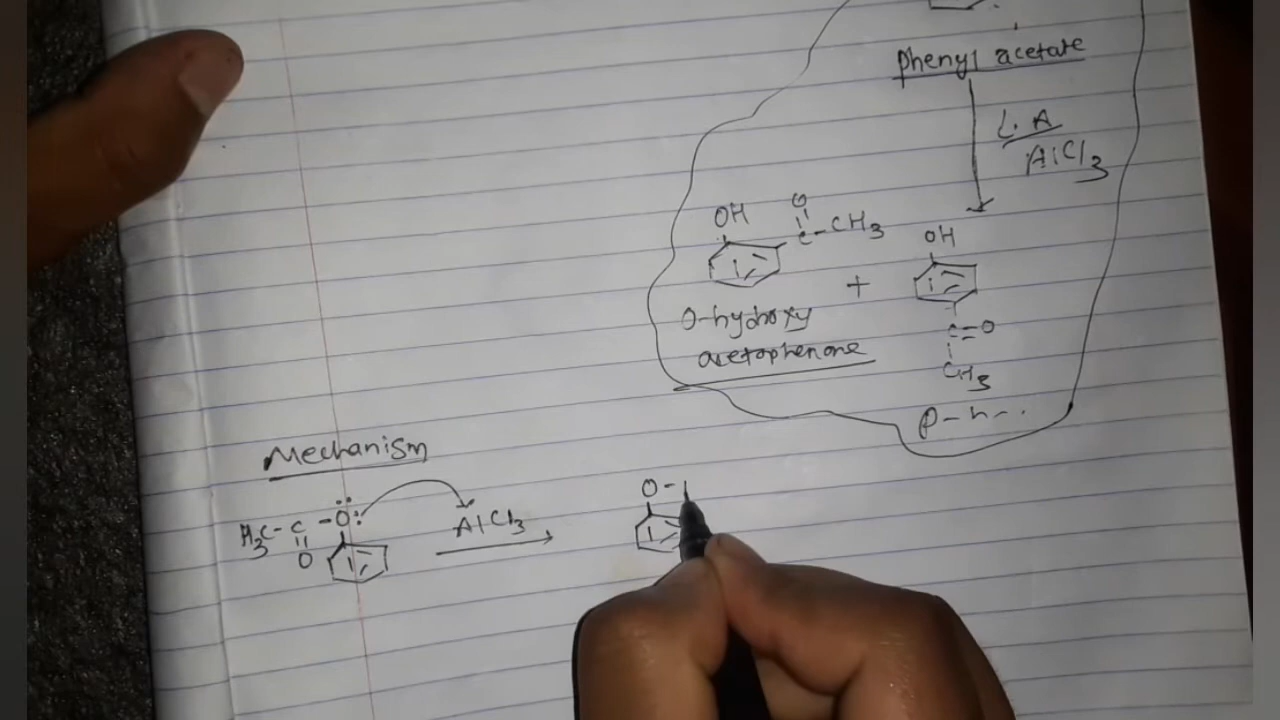 phenyl acetate
L.A
AlCl3
OH O
C-CH3
OH
+
C=O
CH3
O-hydroxy
acetophenone
p-h-..
Mechanism
H3C-C-O:
O
AlCl3
O-